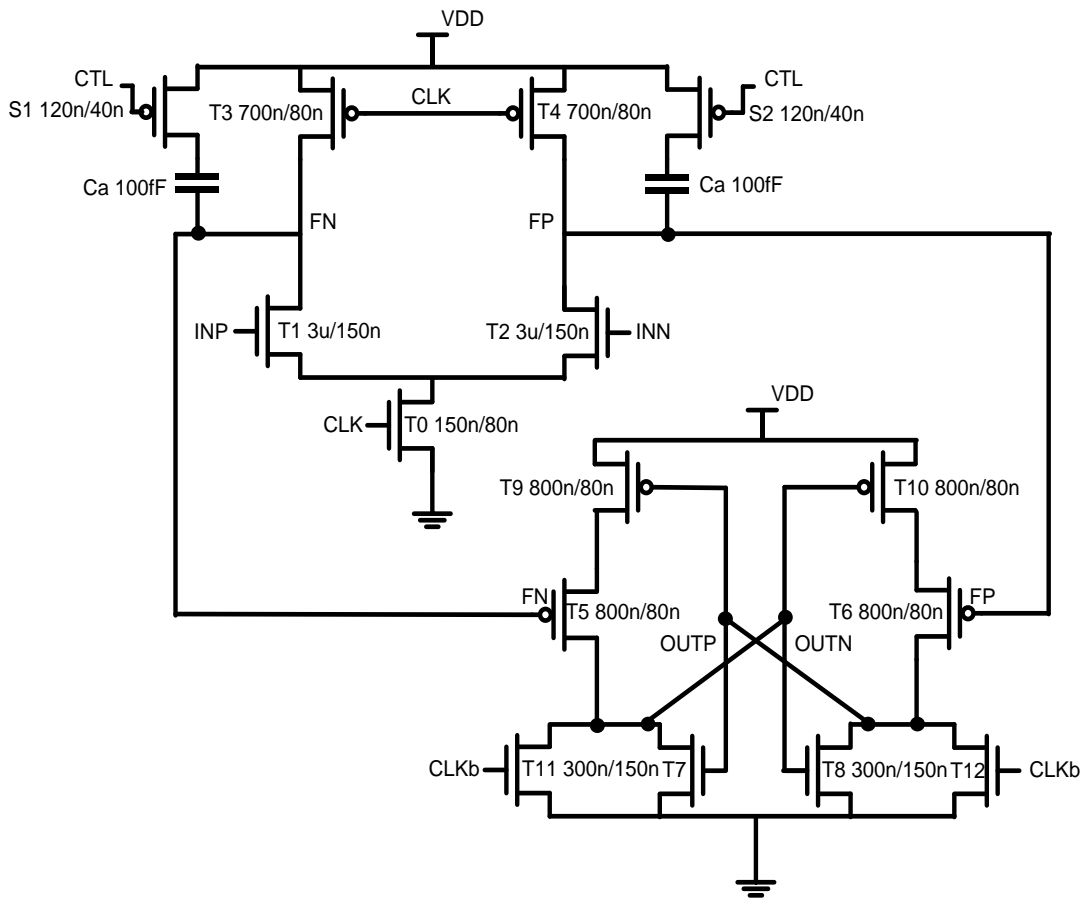 VDD
CTL
S1 120n/40n
T3 700n/80n
CLK
T4 700n/80n
CTL
S2 120n/40n
Ca 100fF
Ca 100fF
FN
FP
INP
T1 3u/150n
T2 3u/150n
INN
CLK
T0 150n/80n
VDD
T9 800n/80n
T10 800n/80n
FN
T5 800n/80n
T6 800n/80n
FP
OUTP
OUTN
CLKb
T11 300n/150n T7
T8 300n/150n T12
CLKb